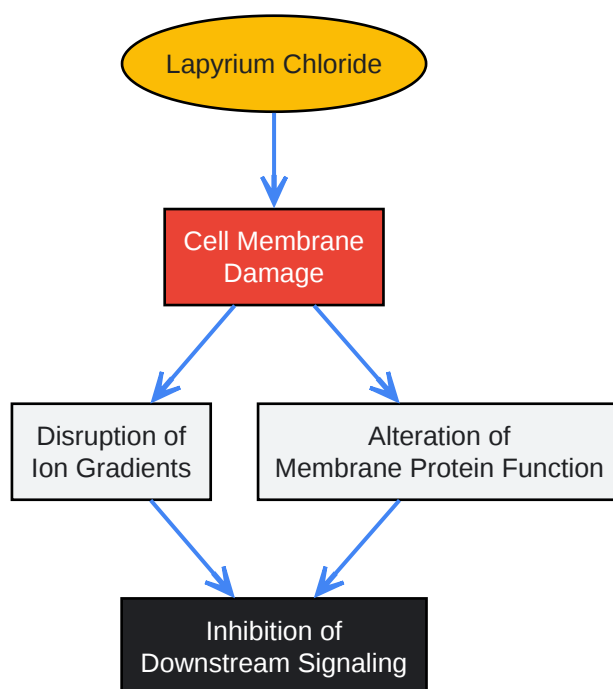 Lapyrium Chloride
Cell Membrane
Damage
Disruption of
Ion Gradients
Alteration of
Membrane Protein Function
Inhibition of
Downstream Signaling